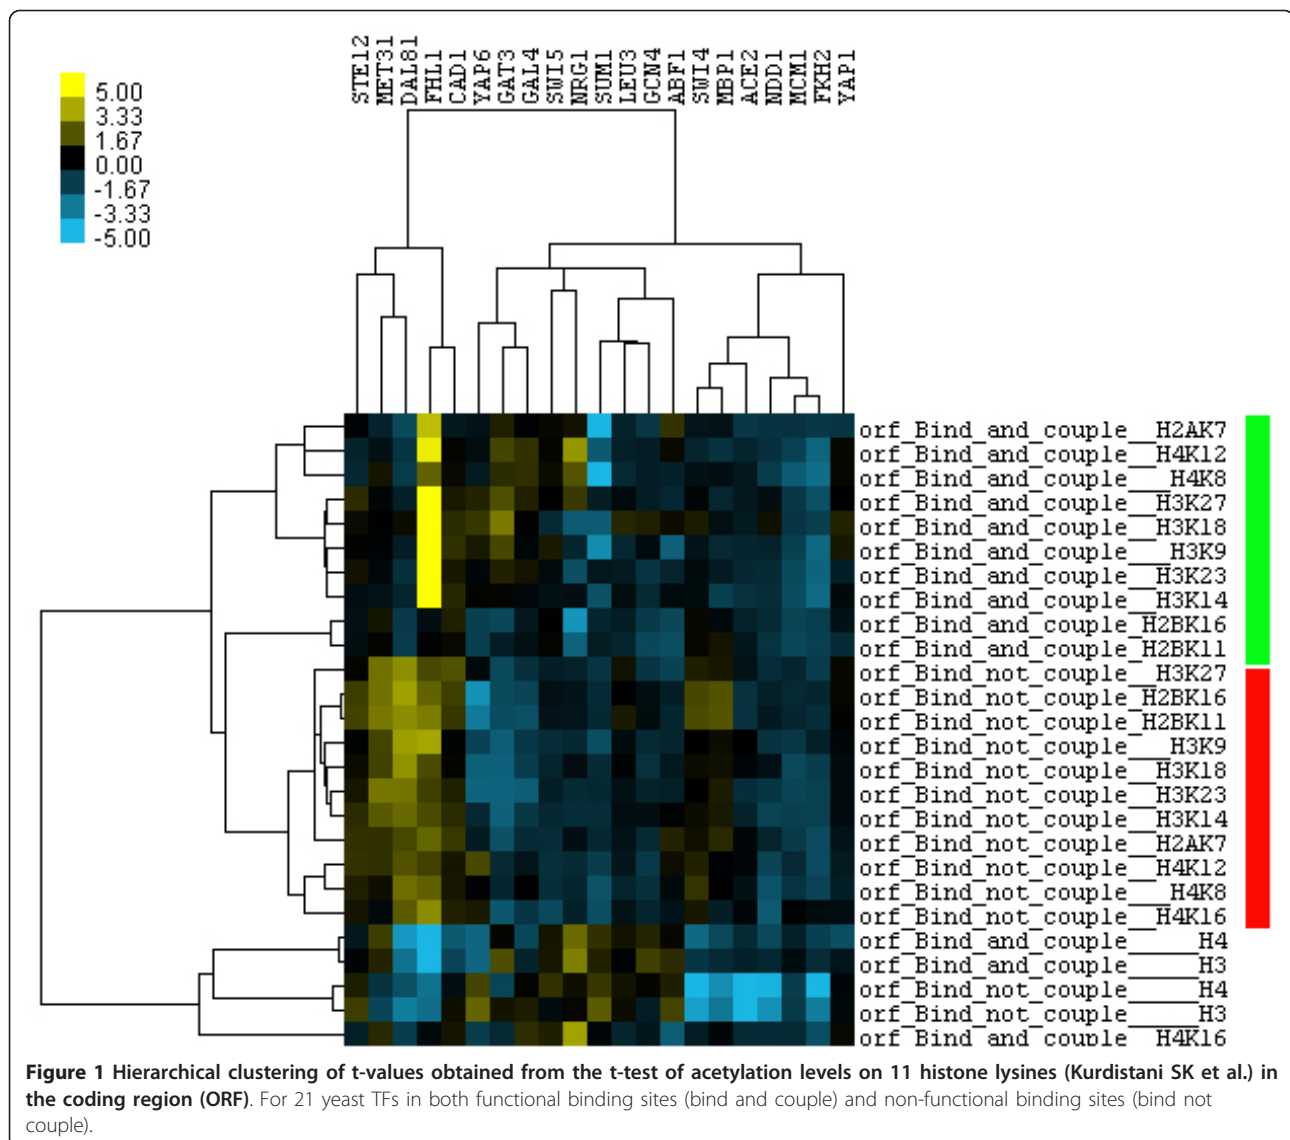 STE12
MET31
DAL81
FHL1
CAD1
YAP6
GAT3
GAL4
SWI5
NRG1
SUM1
LEU3
GCN4
ABF1
SWI4
MBP1
ACE2
NDD1
MCM1
FKH2
YAP1
5.00
3.33
1.67
0.00
-1.67
-3.33
-5.00
orf_Bind_and_couple__H2AK7
orf_Bind_and_couple__H4K12
orf_Bind_and_couple___H4K8
orf_Bind_and_couple__H3K27
orf_Bind_and_couple__H3K18
orf_Bind_and_couple___H3K9
orf_Bind_and_couple__H3K23
orf_Bind_and_couple__H3K14
orf_Bind_and_couple_H2BK16
orf_Bind_and_couple_H2BK11
orf_Bind_not_couple__H3K27
orf_Bind_not_couple_H2BK16
orf_Bind_not_couple_H2BK11
orf_Bind_not_couple___H3K9
orf_Bind_not_couple__H3K18
orf_Bind_not_couple__H3K23
orf_Bind_not_couple__H3K14
orf_Bind_not_couple__H2AK7
orf_Bind_not_couple__H4K12
orf_Bind_not_couple___H4K8
orf_Bind_not_couple__H4K16
orf_Bind_and_couple_____H4
orf_Bind_and_couple_____H3
orf_Bind_not_couple_____H4
orf_Bind_not_couple_____H3
orf_Bind_and_couple__H4K16
Figure 1 Hierarchical clustering of t-values obtained from the t-test of acetylation levels on 11 histone lysines (Kurdistani SK et al.) in
the coding region (ORF). For 21 yeast TFs in both functional binding sites (bind and couple) and non-functional binding sites (bind not
couple).